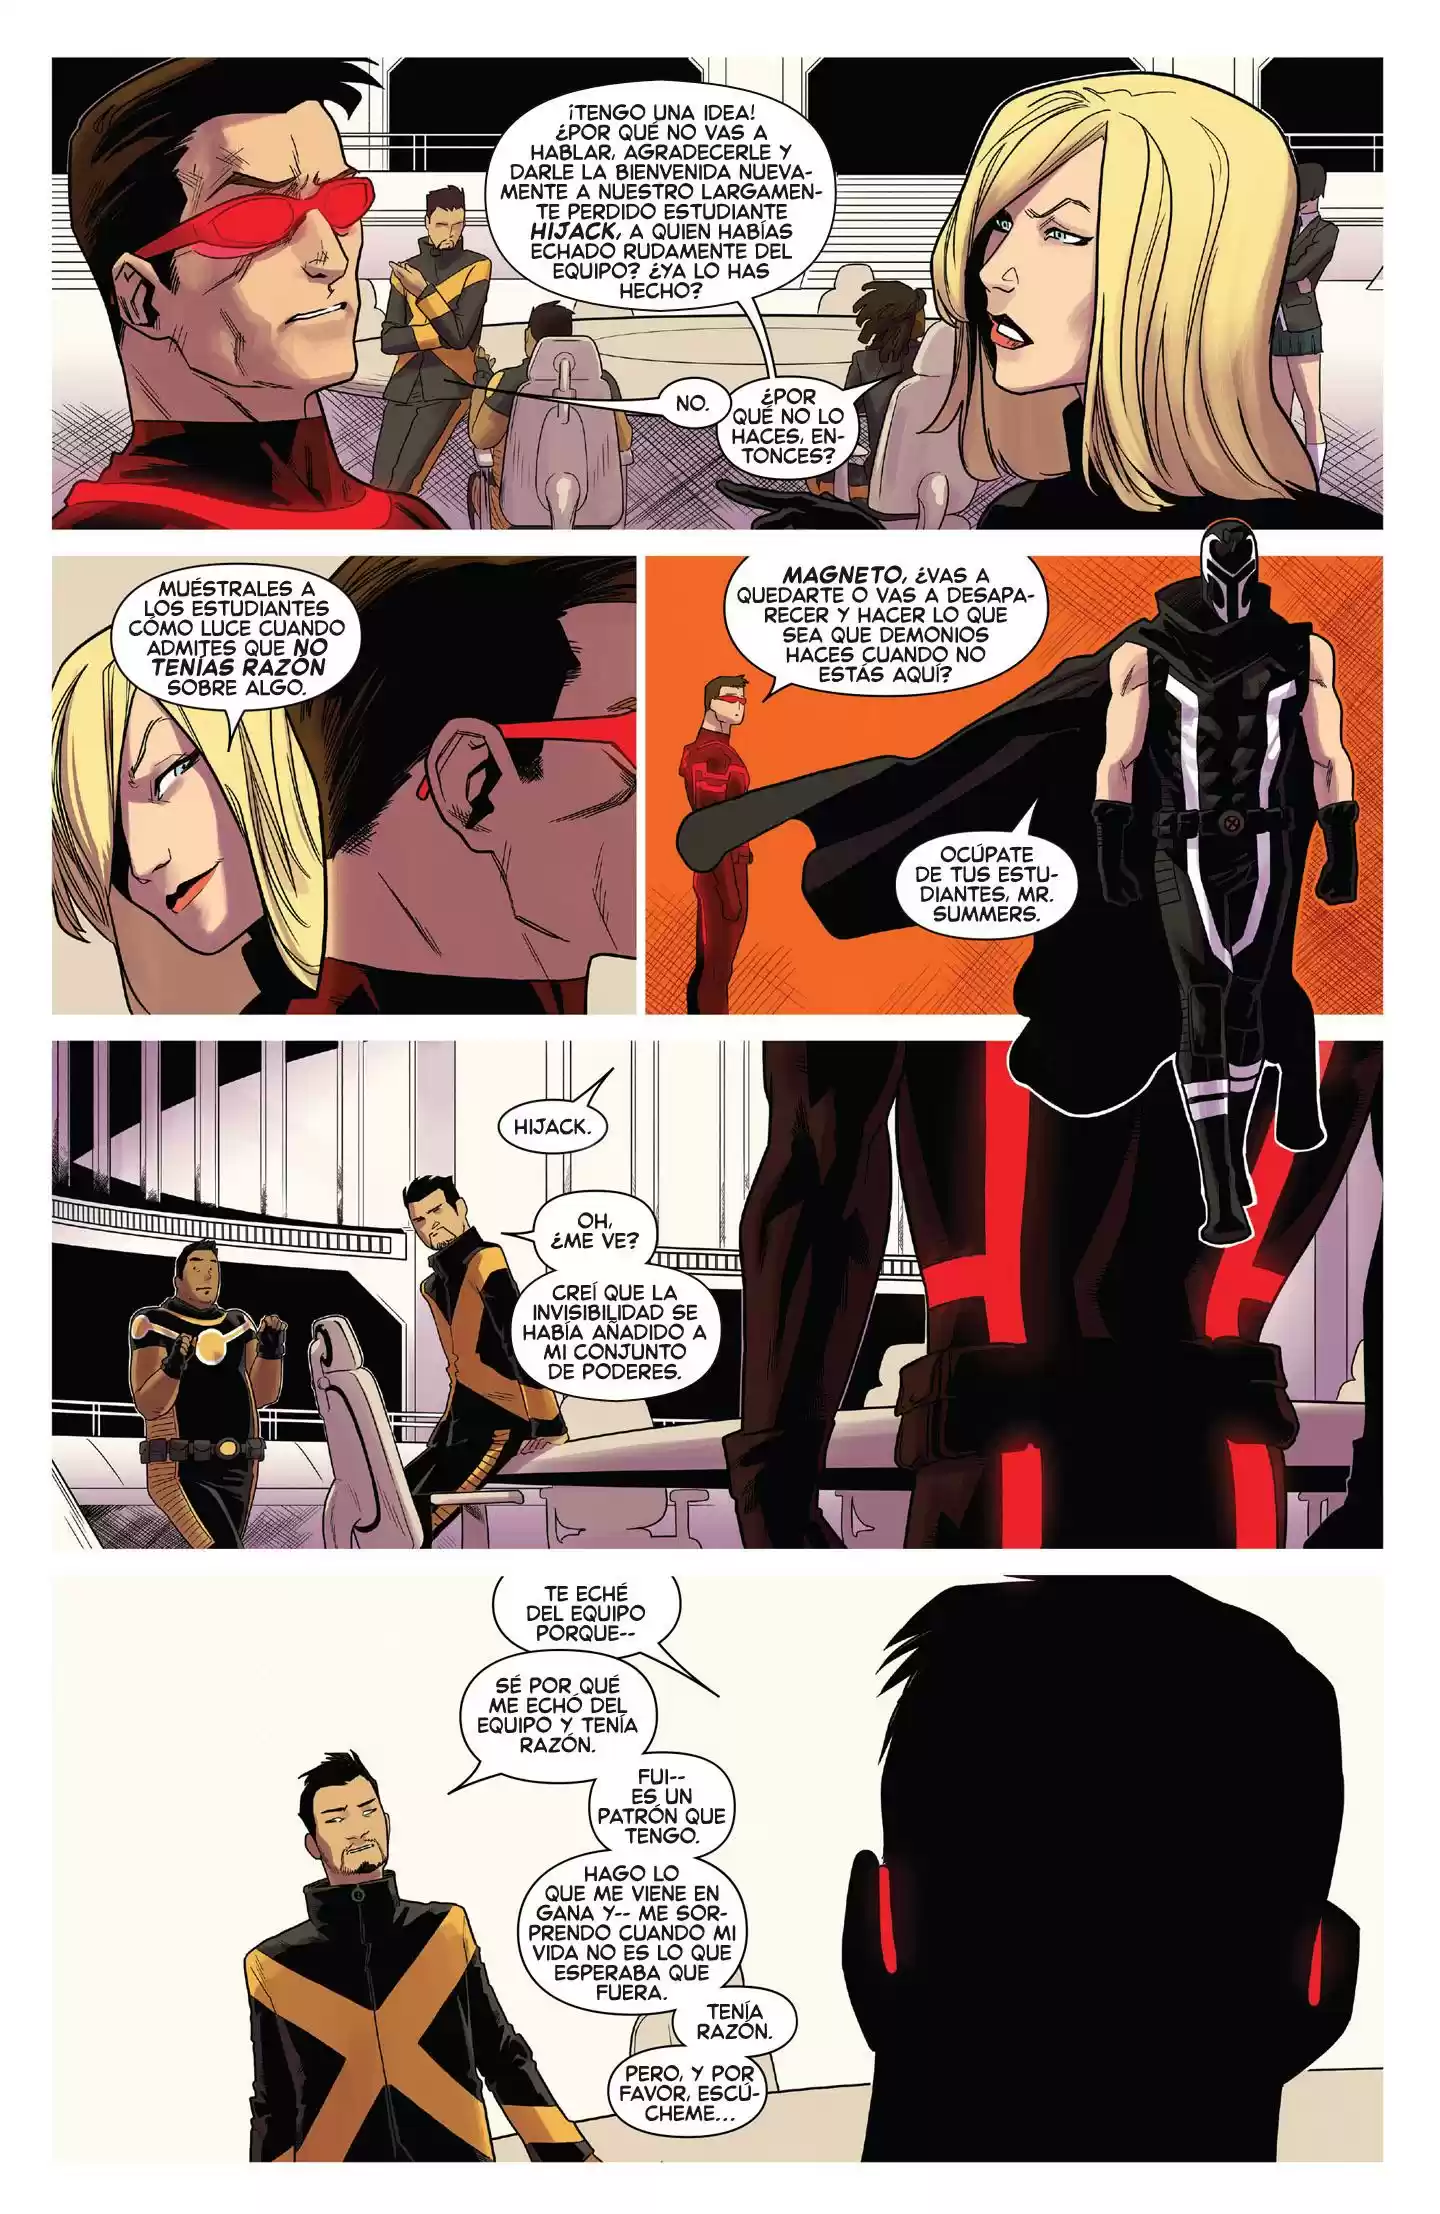 ¡TENGO UNA IDEA!
¿POR QUÉ NO VAS A
HABLAR, AGRADECERLE Y
DARLE LA BIENVENIDA NUEVA-
MENTE A NUESTRO LARGAMEN-
TE PERDIDO ESTUDIANTE
HIJACK, A QUIEN HABÍAS
ECHADO RUDAMENTE DEL
EQUIPO? ¿YA LO HAS
HECHO?
NO.
¿POR
QUÉ NO LO
HACES, EN-
TONCES?
MUÉSTRALES A
LOS ESTUDIANTES
CÓMO LUCE CUANDO
ADMITES QUE NO
TENÍAS RAZÓN
SOBRE ALGO.
MAGNETO, ¿VAS A
QUEDARTE O VAS A DESAPA-
RECER Y HACER LO QUE
SEA QUE DEMONIOS
HACES CUANDO NO
ESTÁS AQUÍ?
OCÚPATE
DE TUS ESTU-
DIANTES, MR.
SUMMERS.
HIJACK.
OH,
¿ME VE?
CREÍ QUE LA
INVISIBILIDAD SE
HABÍA AÑADIDO A
MI CONJUNTO
DE PODERES.
TE ECHÉ
DEL EQUIPO
PORQUE--
SÉ POR QUÉ
ME ECHÓ DEL
EQUIPO Y TENÍA
RAZÓN.
FUI--
ES UN
PATRÓN QUE
TENGO.
HAGO LO
QUE ME VIENE EN
GANA Y-- ME SOR-
PRENDO CUANDO MI
VIDA NO ES LO QUE
ESPERABA QUE
FUERA.
TENÍA
RAZÓN.
PERO, Y POR
FAVOR, ESCÚ-
CHEME...